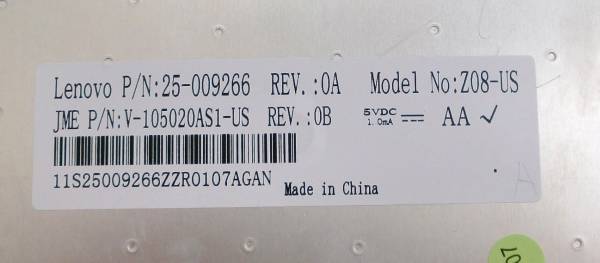 Lenovo P/N:25-009266 REV.:0A Model No:Z08-US
JME P/N:V-105020AS1-US REV.:0B 5VDC 1.0mA ⎓ AA ✓
11S25009266ZZR0107AGAN
Made in China
A